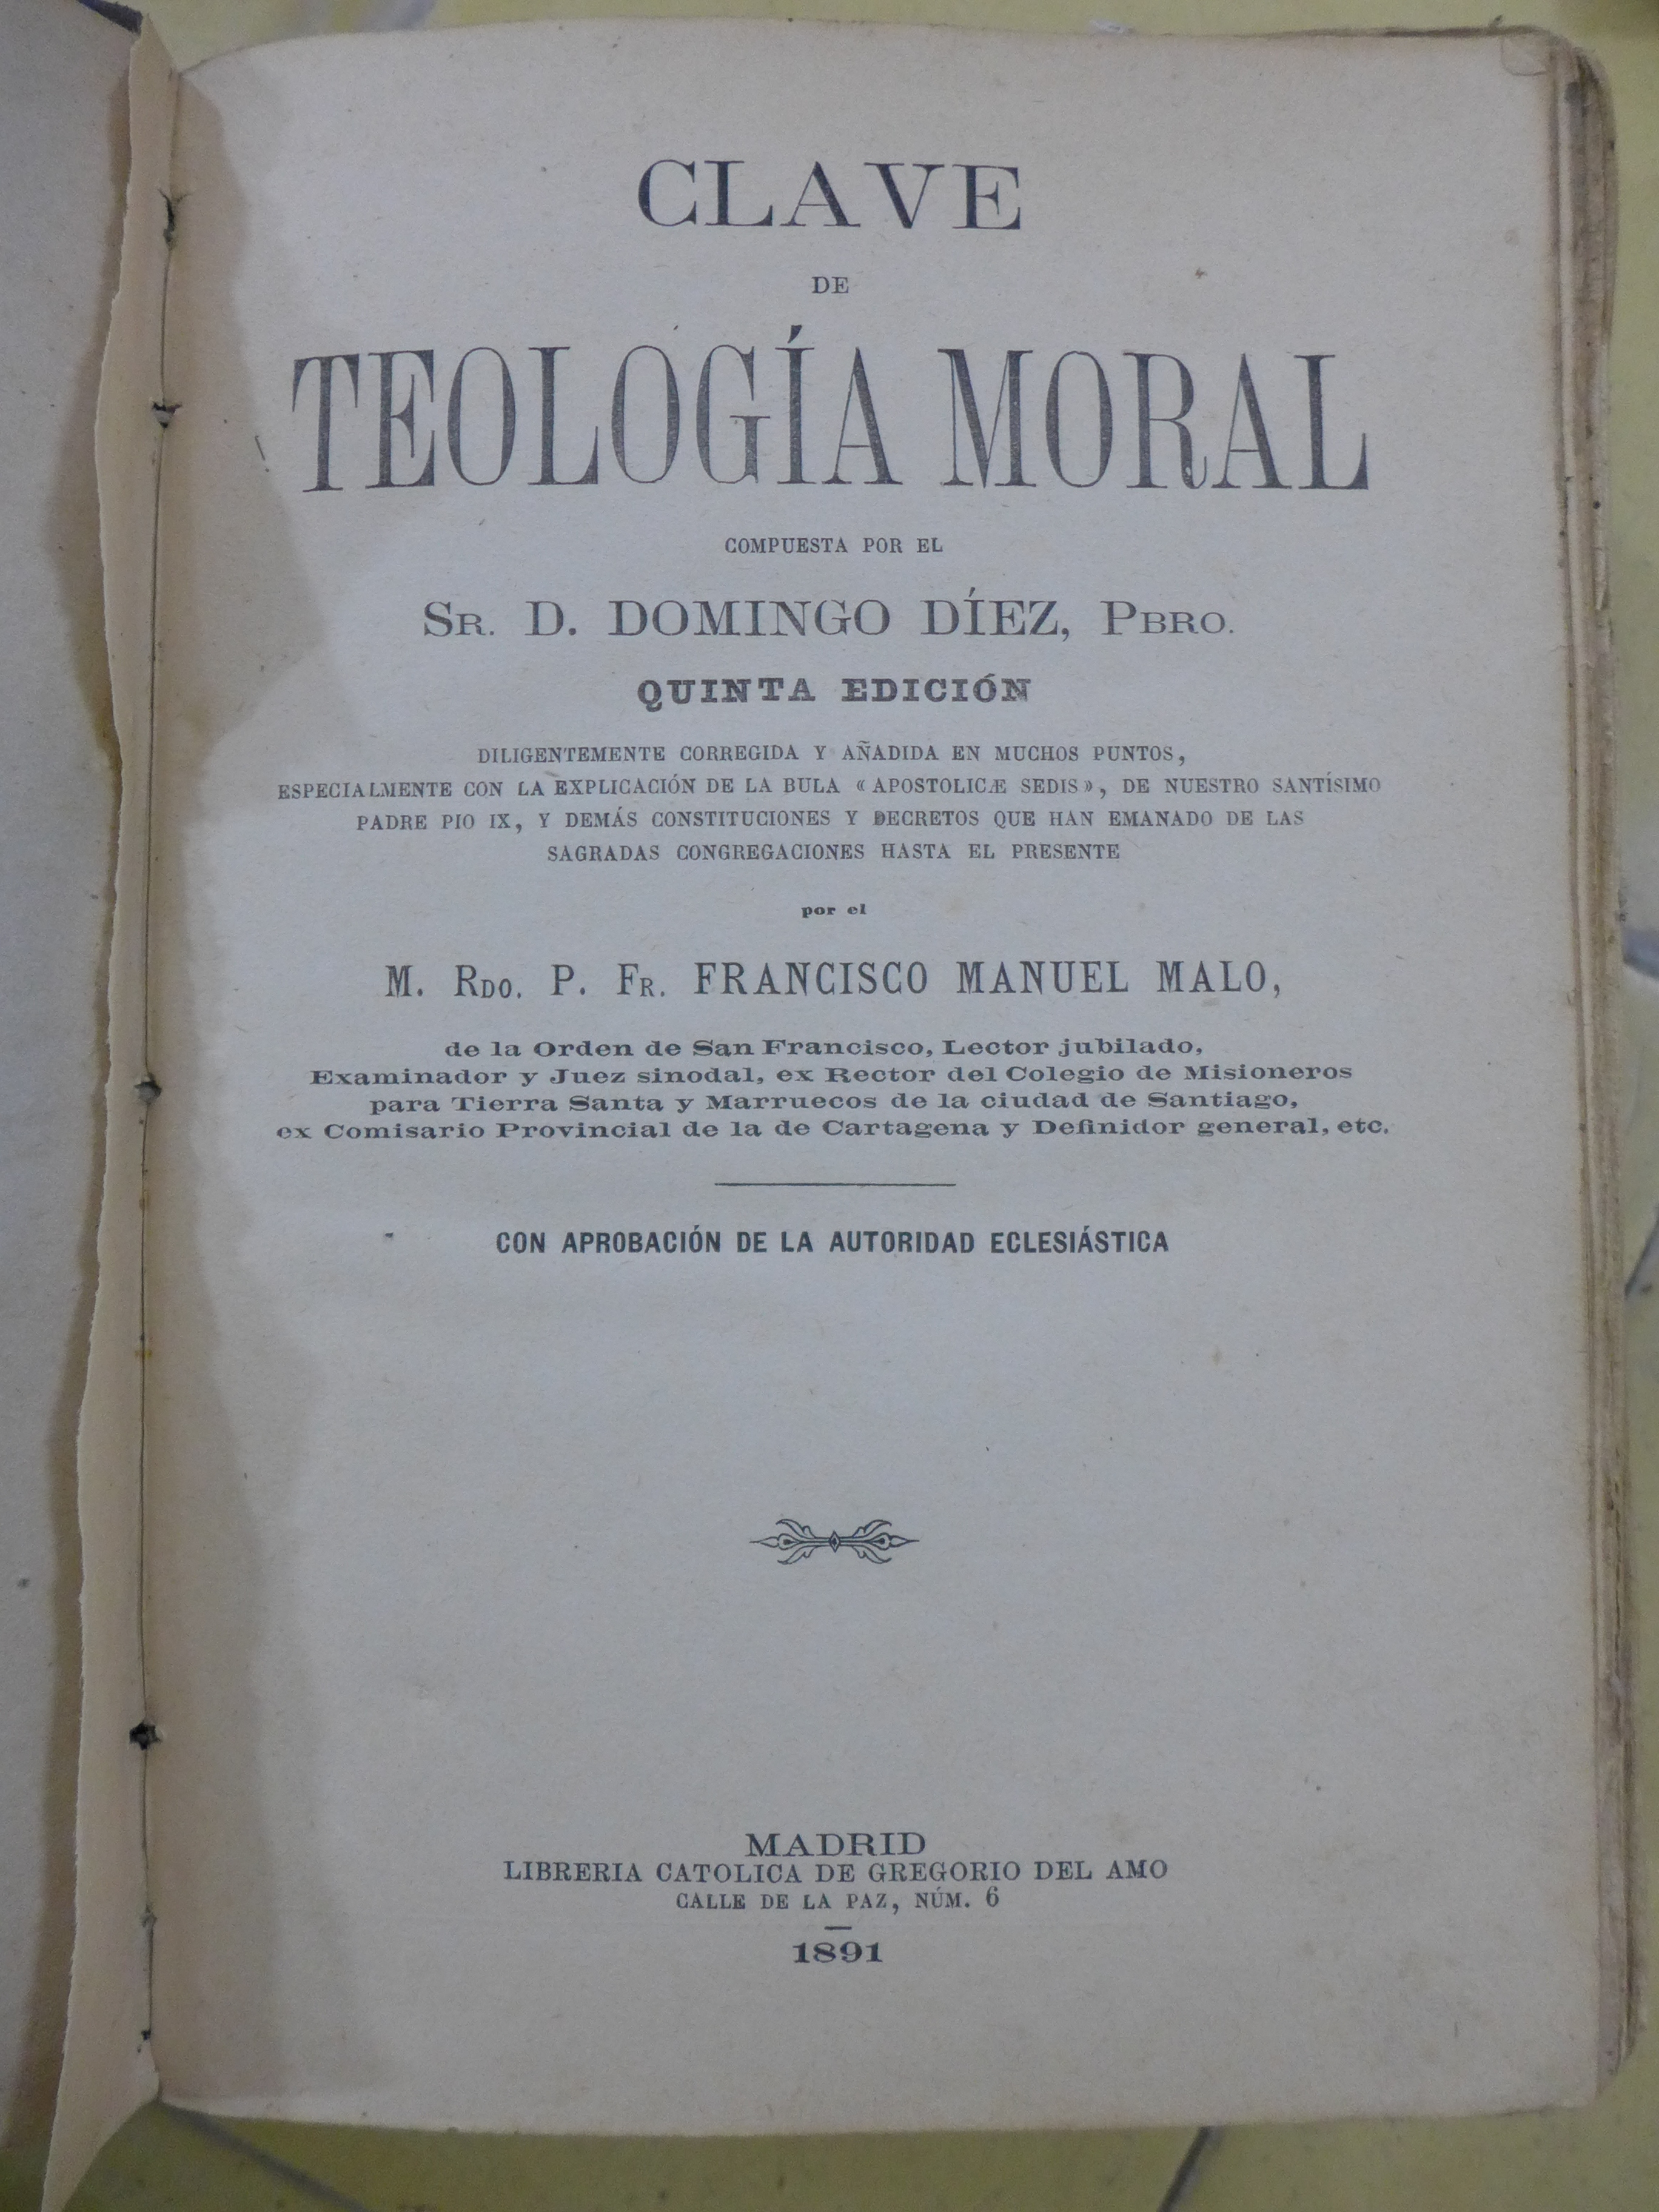 CLAVE
DE
TEOLOGÍA MORAL
COMPUESTA POR EL
SR. D. DOMINGO DÍEZ, PBRO.
QUINTA EDICIÓN
DILIGENTEMENTE CORREGIDA Y AÑADIDA EN MUCHOS PUNTOS,
ESPECIALMENTE CON LA EXPLICACIÓN DE LA BULA « APOSTOLICÆ SEDIS», DE NUESTRO SANTÍSIMO
PADRE PIO IX, Y DEMÁS CONSTITUCIONES Y DECRETOS QUE HAN EMANADO DE LAS
SAGRADAS CONGREGACIONES HASTA EL PRESENTE
por el
M. RDO. P. FR. FRANCISCO MANUEL MALO,
de la Orden de San Francisco, Lector jubilado,
Examinador y Juez sinodal, ex Rector del Colegio de Misioneros
para Tierra Santa y Marruecos de la ciudad de Santiago,
ex Comisario Provincial de la de Cartagena y Definidor general, etc.
CON APROBACIÓN DE LA AUTORIDAD ECLESIÁSTICA
MADRID
LIBRERIA CATOLICA DE GREGORIO DEL AMO
CALLE DE LA PAZ, NÚM. 6
1891